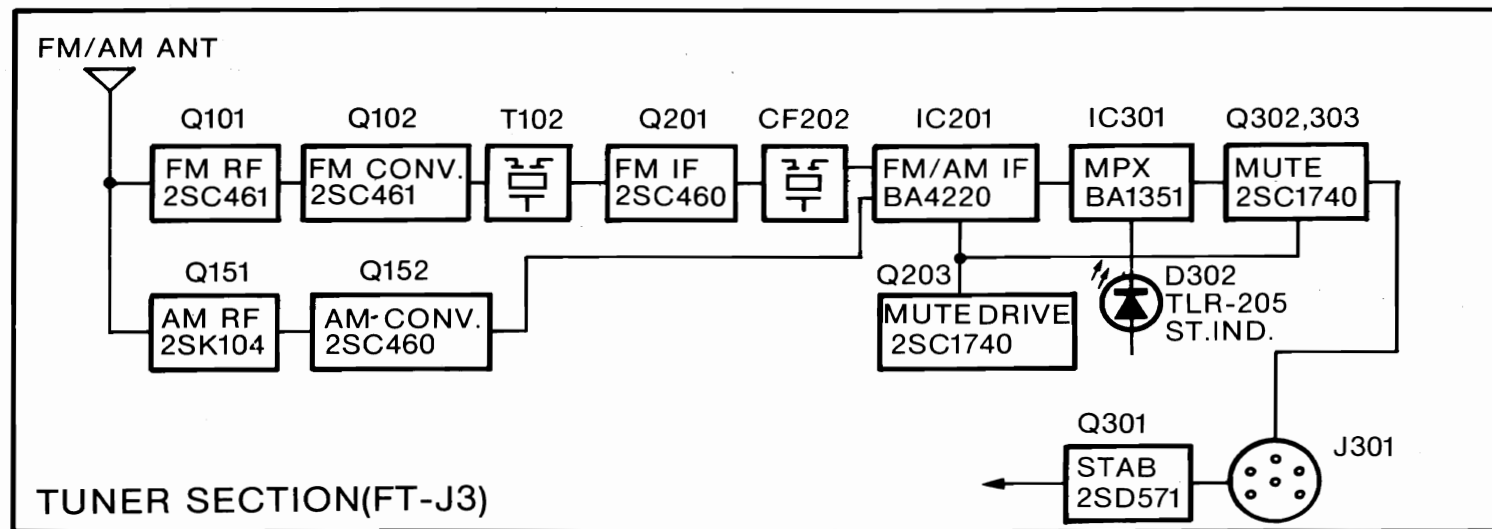 FM/AM ANT
Q101
FM RF
2SC461
Q102
FM CONV.
2SC461
T102
Q201
FM IF
2SC460
CF202
IC201
FM/AM IF
BA4220
IC301
MPX
BA1351
Q302,303
MUTE
2SC1740
Q151
AM RF
2SK104
Q152
AM-CONV.
2SC460
Q203
MUTE DRIVE
2SC1740
D302
TLR-205
ST.IND.
Q301
STAB
2SD571
J301
TUNER SECTION(FT-J3)